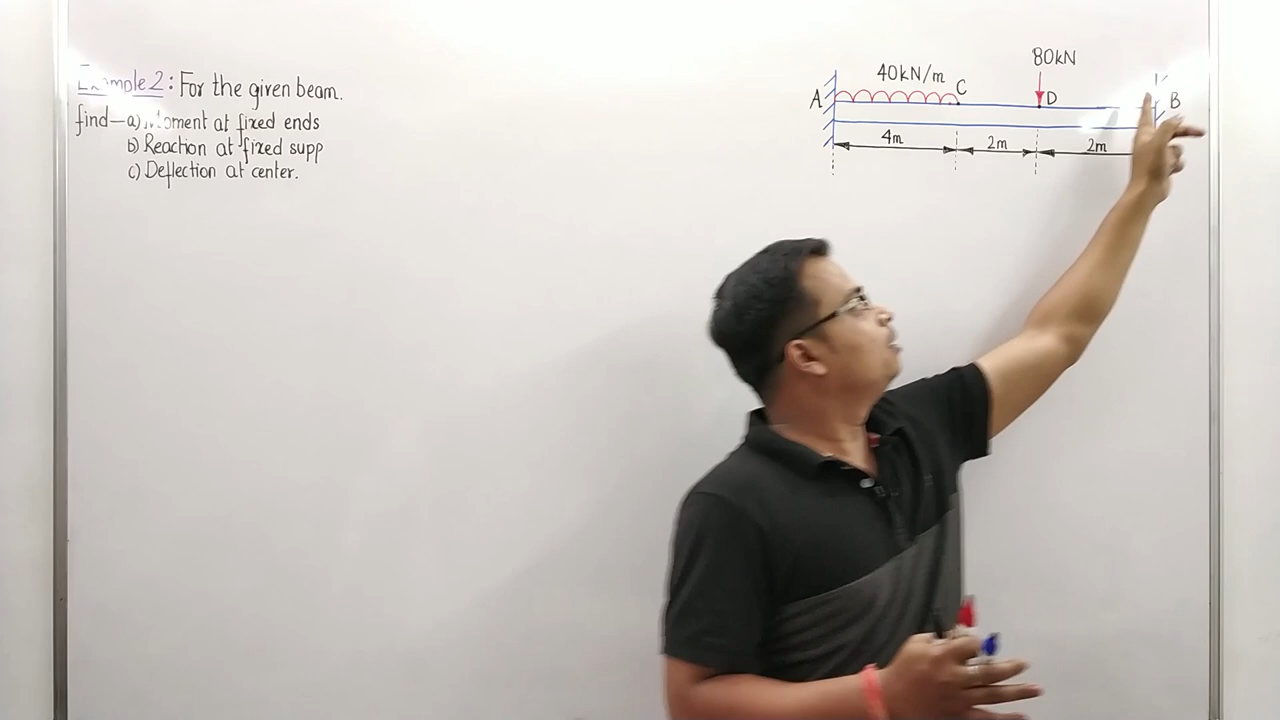 Example 2: For the given beam.
find—a) Moment at fixed ends
b) Reaction at fixed supp
c) Deflection at center.
80kN
40kN/m
C
A
D
B
4m
2m
2m